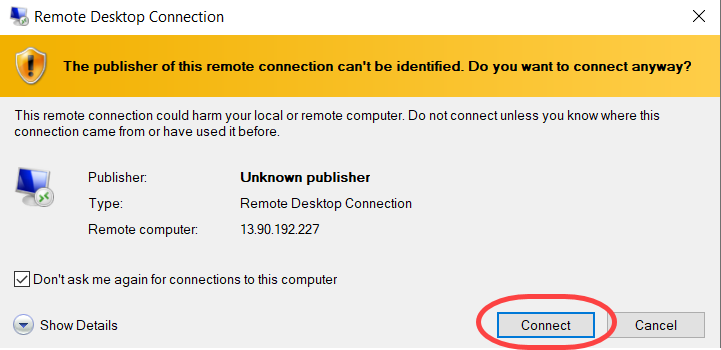 Remote Desktop Connection
The publisher of this remote connection can't be identified. Do you want to connect anyway?
This remote connection could harm your local or remote computer. Do not connect unless you know where this
connection came from or have used it before.
Publisher: Unknown publisher
Type: Remote Desktop Connection
Remote computer: 13.90.192.227
Don't ask me again for connections to this computer
Show Details Connect Cancel